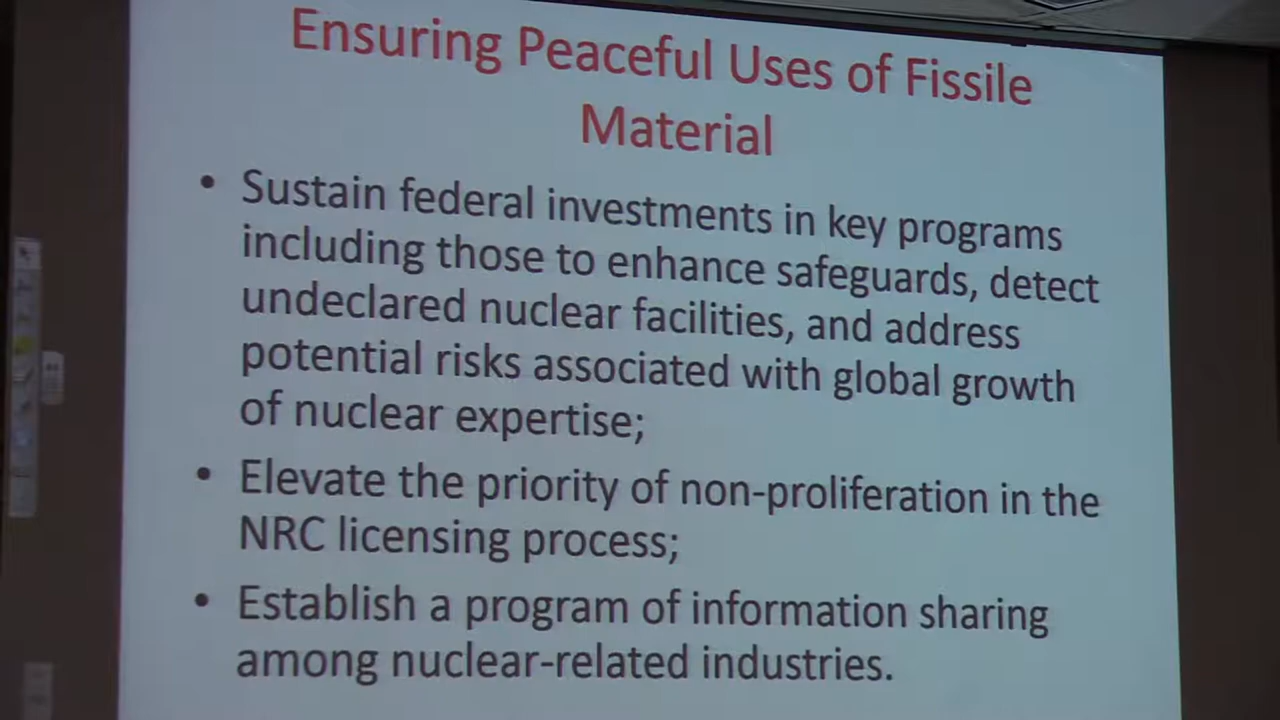 Ensuring Peaceful Uses of Fissile
Material
• Sustain federal investments in key programs
including those to enhance safeguards, detect
undeclared nuclear facilities, and address
potential risks associated with global growth
of nuclear expertise;
• Elevate the priority of non-proliferation in the
NRC licensing process;
• Establish a program of information sharing
among nuclear-related industries.